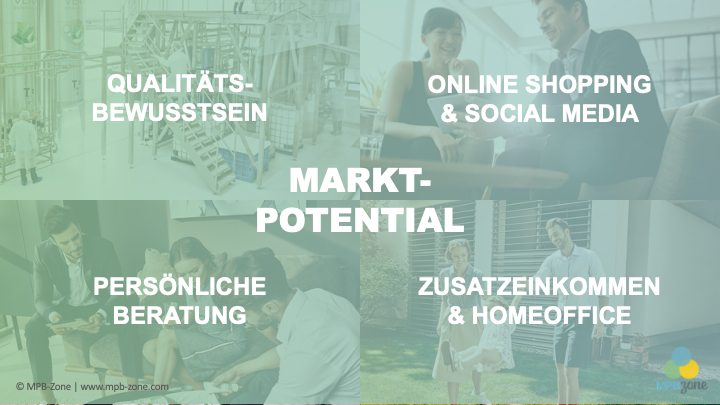 QUALITÄTS-
BEWUSSTSEIN
ONLINE SHOPPING
& SOCIAL MEDIA
MARKT-
POTENTIAL
PERSÖNLICHE
BERATUNG
ZUSATZEINKOMMEN
& HOMEOFFICE
© MPB-Zone | www.mpb-zone.com
MPB zone